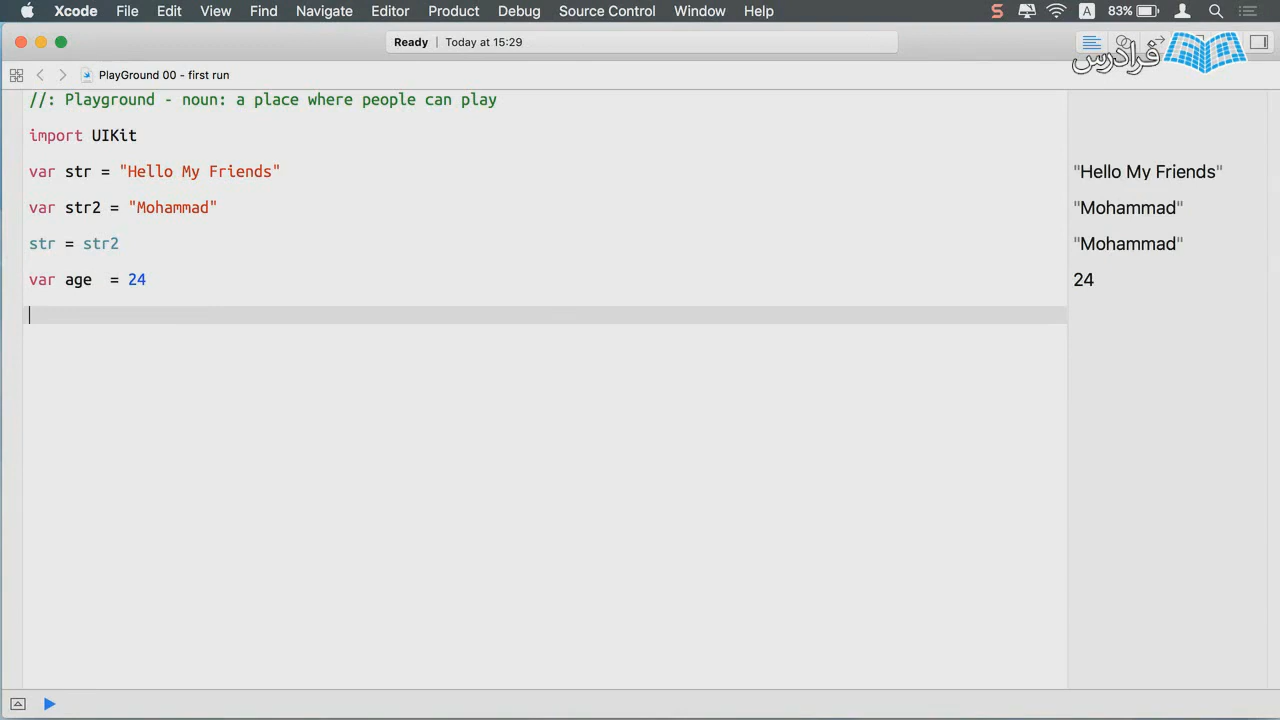 Xcode File Edit View Find Navigate Editor Product Debug Source Control Window Help S A 83%
Ready | Today at 15:29
فرادرس
PlayGround 00 - first run
//: Playground - noun: a place where people can play
import UIKit
var str = "Hello My Friends" "Hello My Friends"
var str2 = "Mohammad" "Mohammad"
str = str2 "Mohammad"
var age  = 24 24